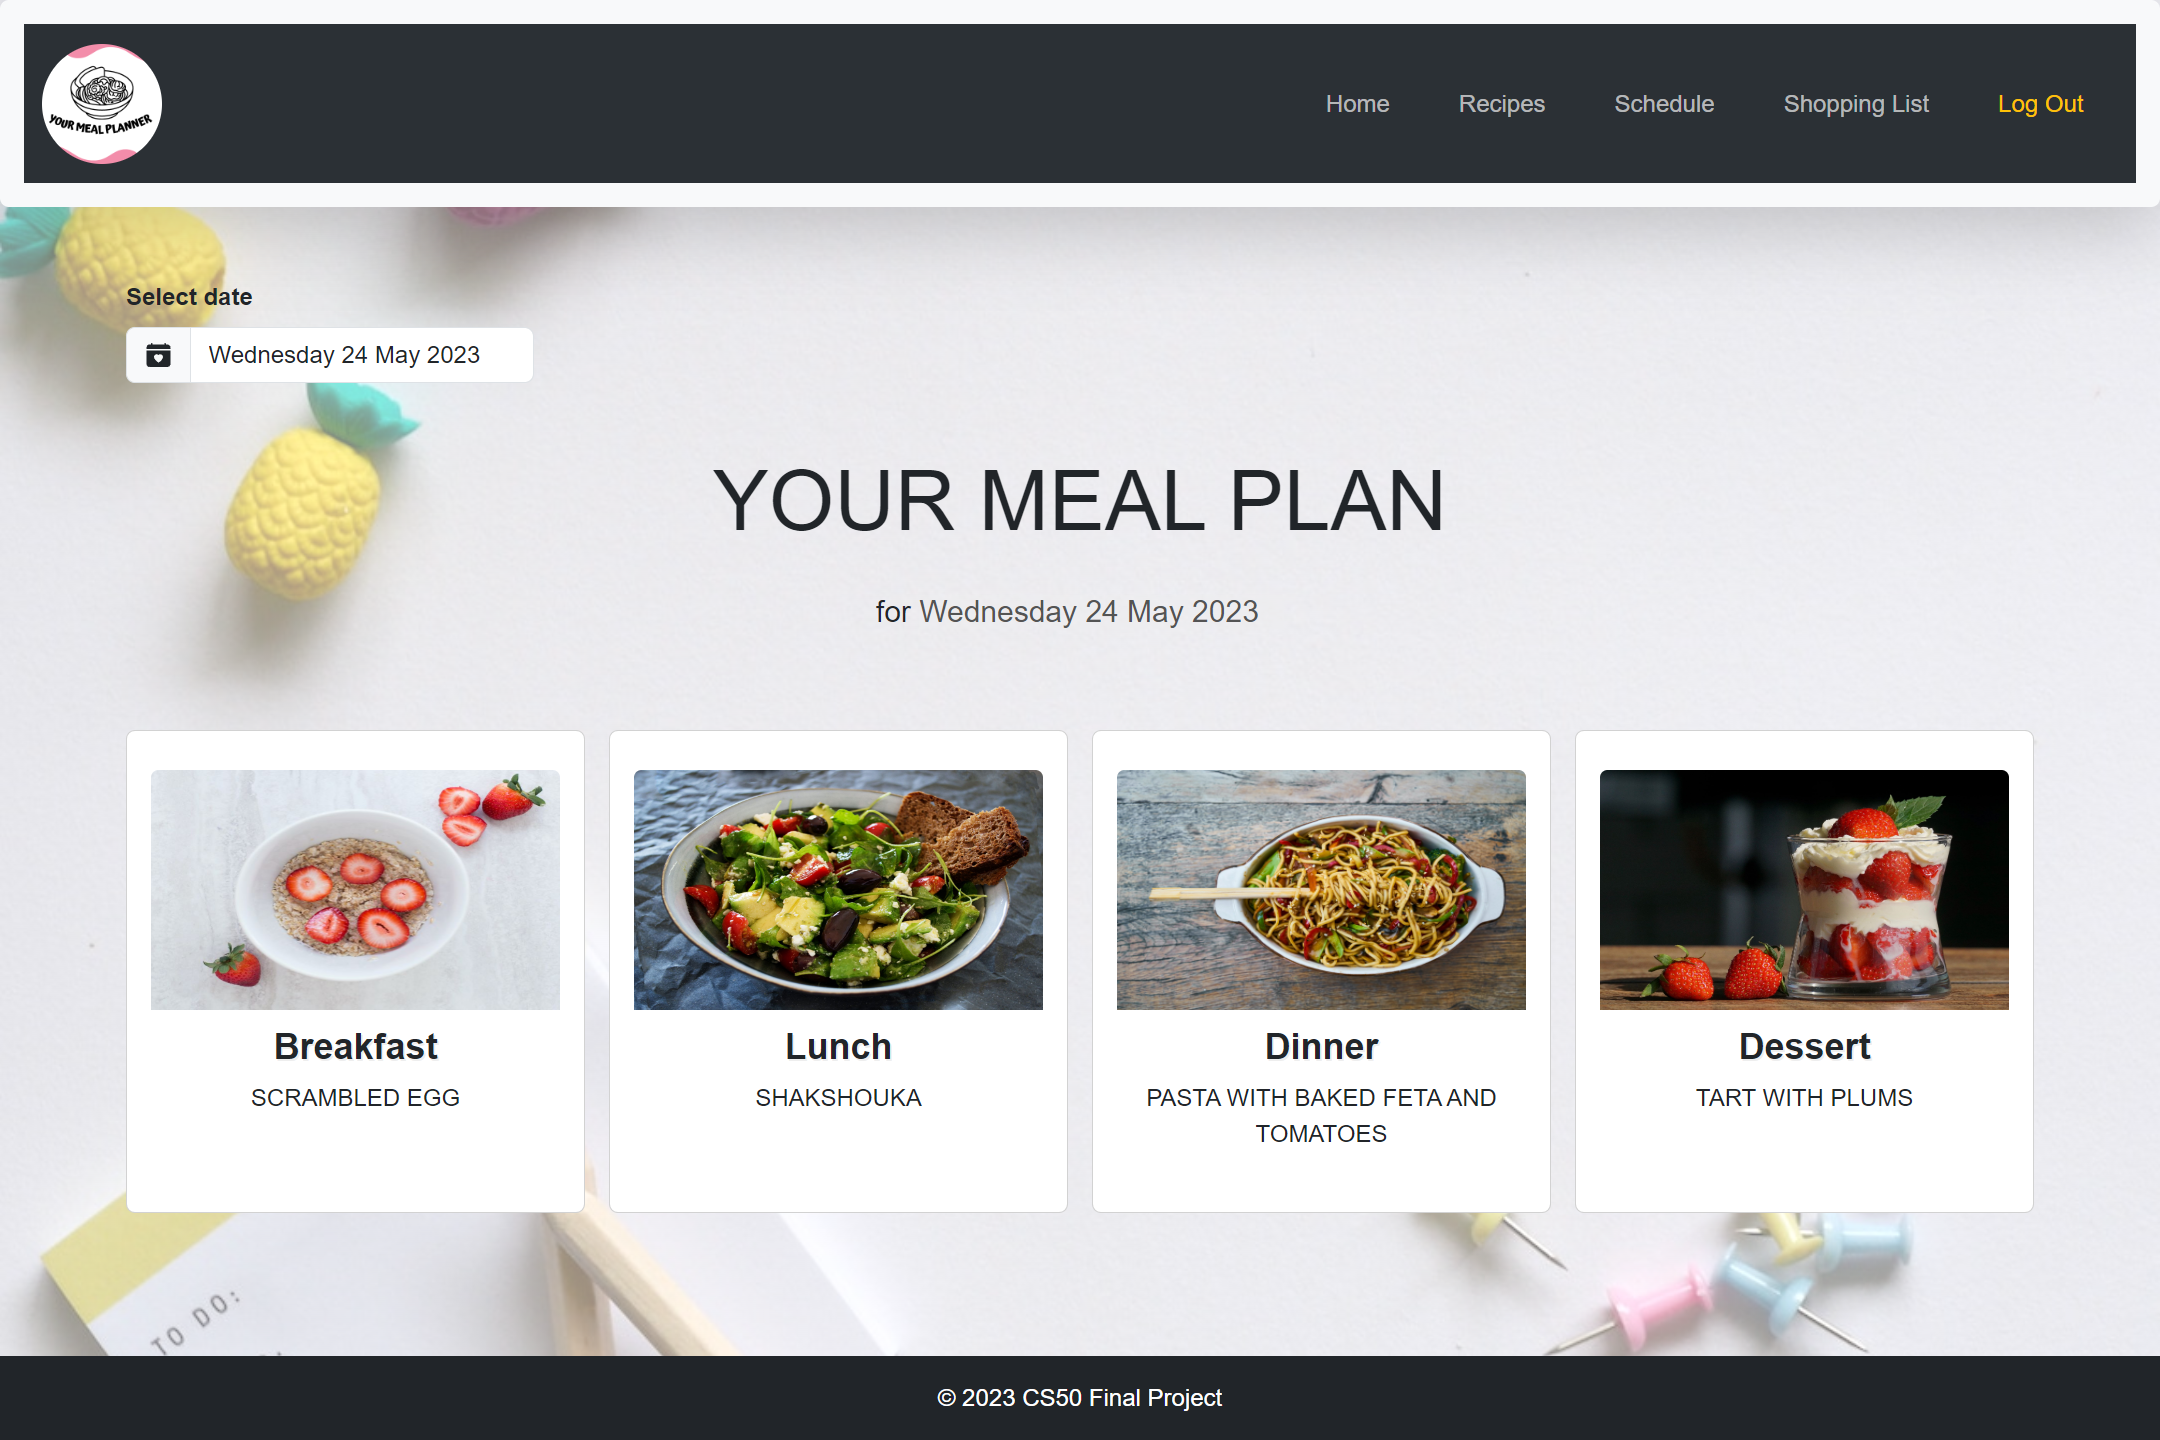 YOUR MEAL PLANNER
Home
Recipes
Schedule
Shopping List
Log Out
Select date
Wednesday 24 May 2023
YOUR MEAL PLAN
for Wednesday 24 May 2023
Breakfast
SCRAMBLED EGG
Lunch
SHAKSHOUKA
Dinner
PASTA WITH BAKED FETA AND
TOMATOES
Dessert
TART WITH PLUMS
TO DO:
© 2023 CS50 Final Project